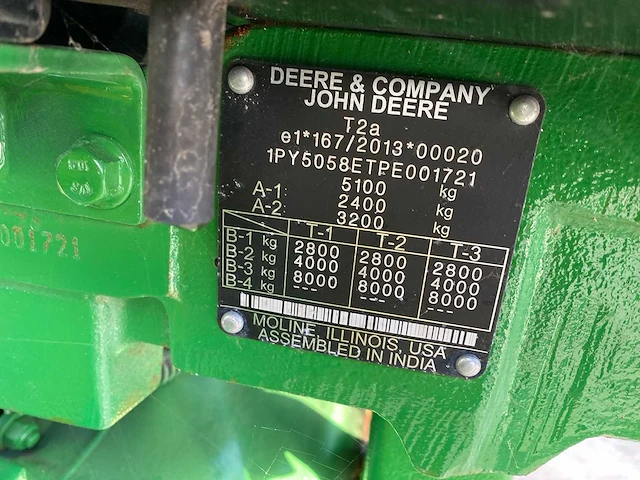 DEERE & COMPANY
JOHN DEERE
T2a
e1*167/2013*00020
1PY5058ETPE001721
5100 kg
A-1: 2400 kg
A-2: 3200 kg
T-1 T-2 T-3
B-1 kg 2800 2800 2800
B-2 kg 4000 4000 4000
B-3 kg 8000 8000 8000
B-4 kg --- --- ---
MOLINE, ILLINOIS, USA
ASSEMBLED IN INDIA
001721